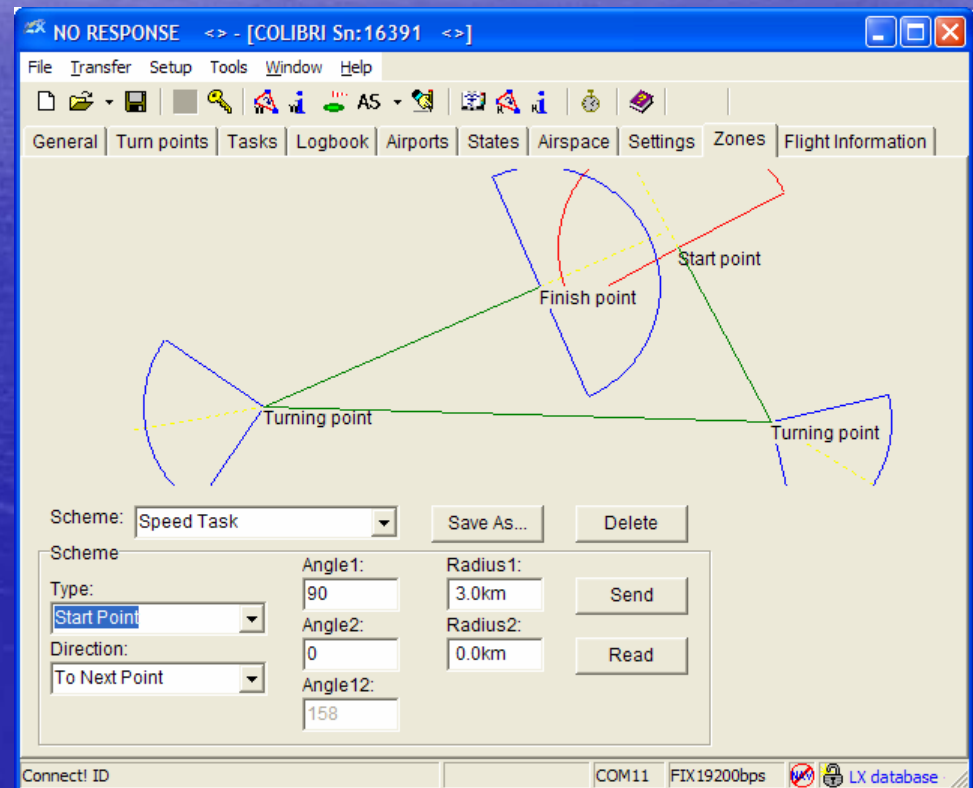 NO RESPONSE <> - [COLIBRI Sn:16391 <>]
File Transfer Setup Tools Window Help
AS
General Turn points Tasks Logbook Airports States Airspace Settings Zones Flight Information
Start point
Finish point
Turning point
Turning point
Scheme: Speed Task Save As... Delete
Scheme
Type: Angle1: Radius1:
Start Point 90 3.0km Send
Direction: Angle2: Radius2:
To Next Point 0 0.0km Read
Angle12:
158
Connect! ID COM11 FIX19200bps NAV LX database